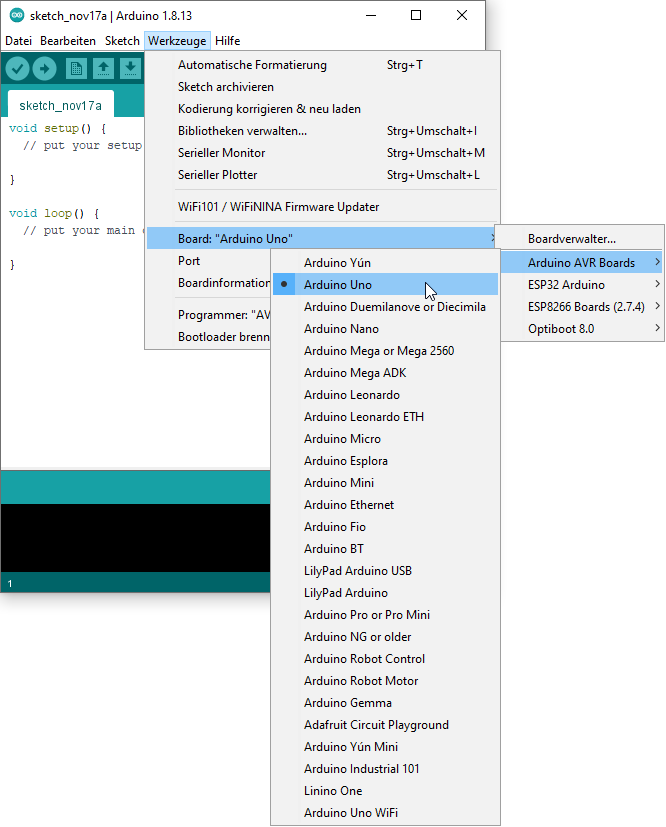 sketch_nov17a | Arduino 1.8.13
Datei Bearbeiten Sketch Werkzeuge Hilfe
sketch_nov17a
void setup() {
// put your setup
}
void loop() {
// put your main
}
1
Automatische Formatierung Strg+T
Sketch archivieren
Kodierung korrigieren & neu laden
Bibliotheken verwalten... Strg+Umschalt+I
Serieller Monitor Strg+Umschalt+M
Serieller Plotter Strg+Umschalt+L
WiFi101 / WiFiNINA Firmware Updater
Board: "Arduino Uno"
Port
Boardinformation
Programmer: "AV
Bootloader brenn
Boardverwalter...
Arduino AVR Boards
ESP32 Arduino
ESP8266 Boards (2.7.4)
Optiboot 8.0
Arduino Yún
Arduino Uno
Arduino Duemilanove or Diecimila
Arduino Nano
Arduino Mega or Mega 2560
Arduino Mega ADK
Arduino Leonardo
Arduino Leonardo ETH
Arduino Micro
Arduino Esplora
Arduino Mini
Arduino Ethernet
Arduino Fio
Arduino BT
LilyPad Arduino USB
LilyPad Arduino
Arduino Pro or Pro Mini
Arduino NG or older
Arduino Robot Control
Arduino Robot Motor
Arduino Gemma
Adafruit Circuit Playground
Arduino Yún Mini
Arduino Industrial 101
Linino One
Arduino Uno WiFi